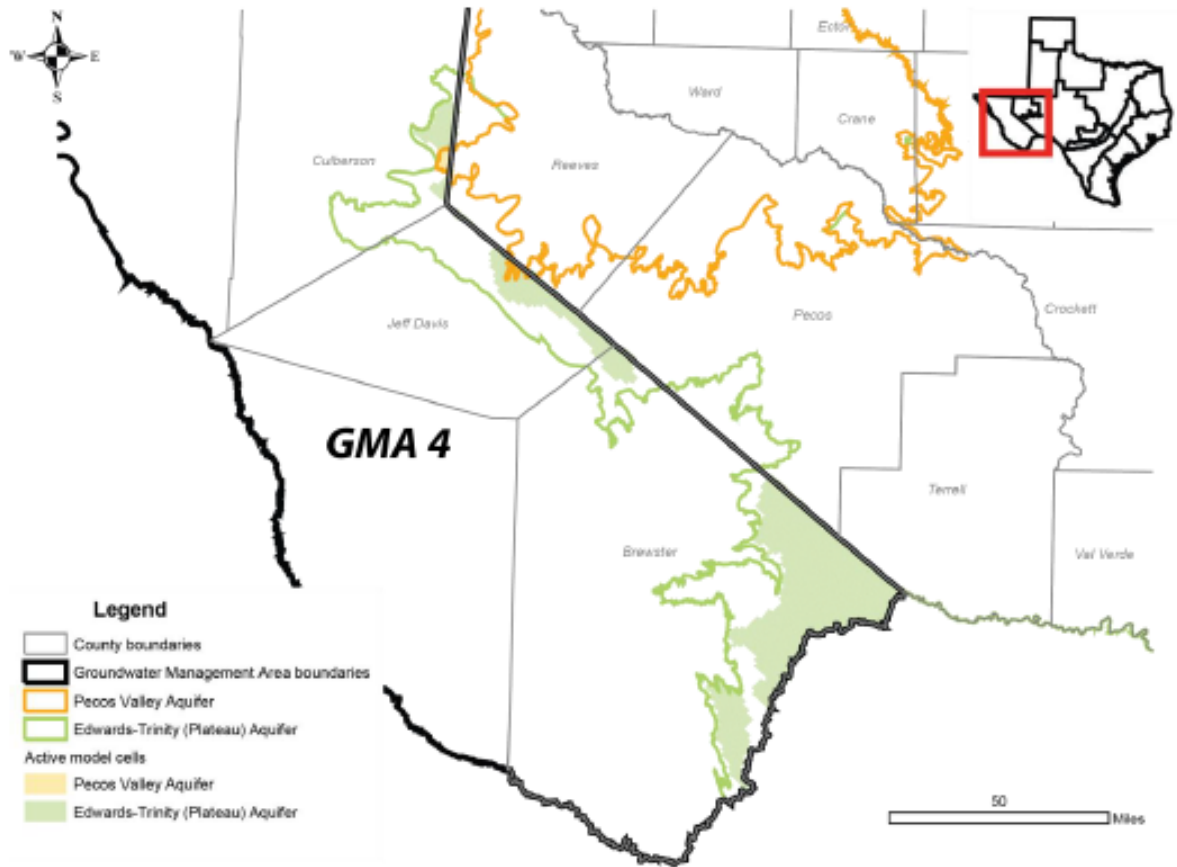 N
W E
S
Ector
Ward
Crane
Culberson
Reeves
Pecos
Crockett
Jeff Davis
GMA 4
Terrell
Brewster
Val Verde
Legend
County boundaries
Groundwater Management Area boundaries
Pecos Valley Aquifer
Edwards-Trinity (Plateau) Aquifer
Active model cells
Pecos Valley Aquifer
Edwards-Trinity (Plateau) Aquifer
50
Miles